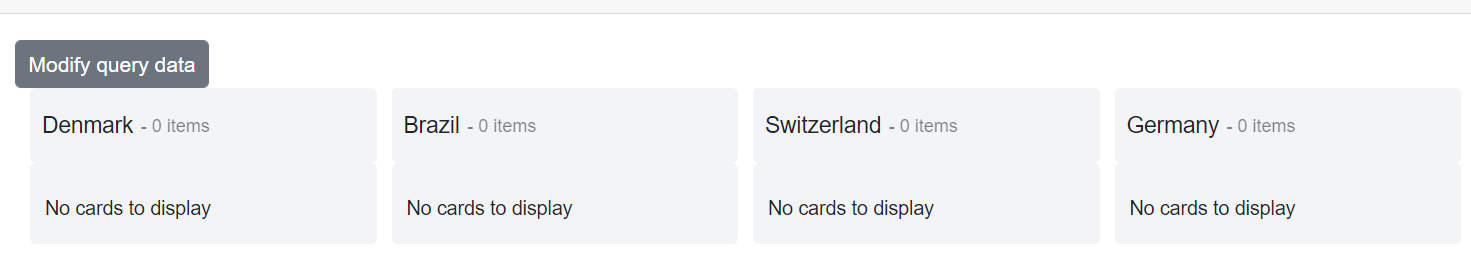 Modify query data
Denmark - 0 items
Brazil - 0 items
Switzerland - 0 items
Germany - 0 items
No cards to display
No cards to display
No cards to display
No cards to display